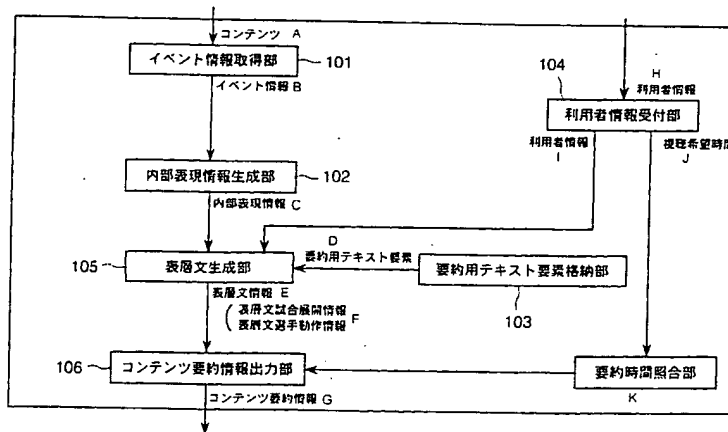 コンテンツ A
イベント情報取得部 101
イベント情報 B
H
利用者情報
104
利用者情報受付部
利用者情報
I
視聴希望時間
J
内部表現情報生成部 102
内部表現情報 C
D
要約用テキスト要素
105 表層文生成部
要約用テキスト要素格納部
103
表層文情報 E
表層文試合展開情報
表層文選手動作情報
F
106 コンテンツ要約情報出力部
要約時間照合部
K
コンテンツ要約情報 G